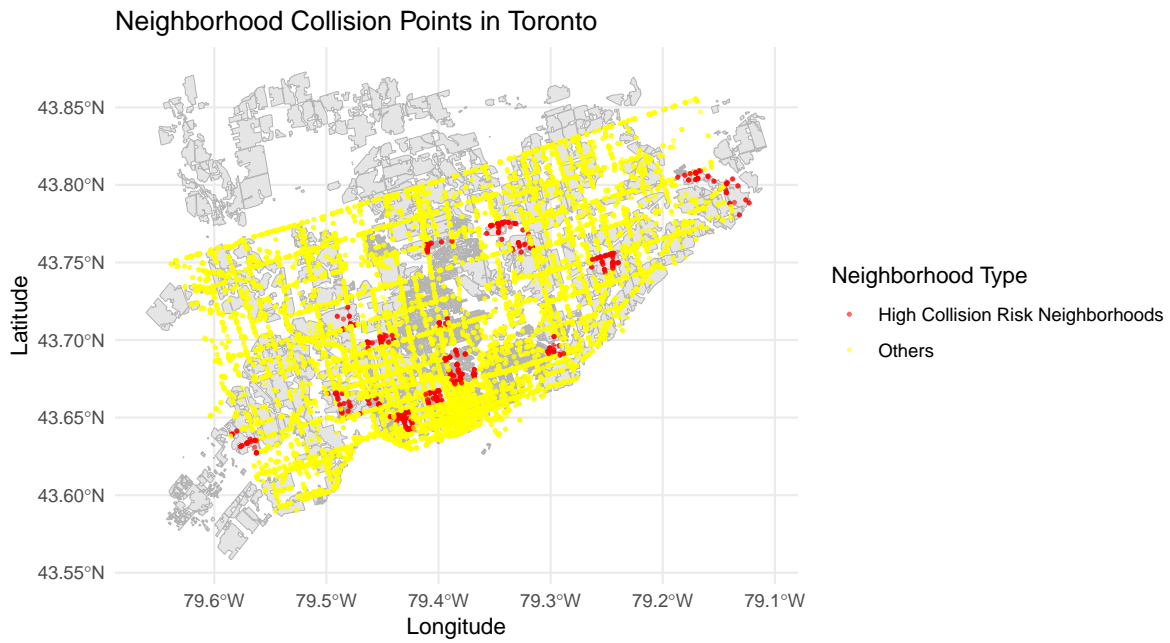 Neighborhood Collision Points in Toronto
43.85°N
43.80°N
43.75°N
43.70°N
43.65°N
43.60°N
43.55°N
Latitude
79.6°W 79.5°W 79.4°W 79.3°W 79.2°W 79.1°W
Longitude
Neighborhood Type
High Collision Risk Neighborhoods
Others